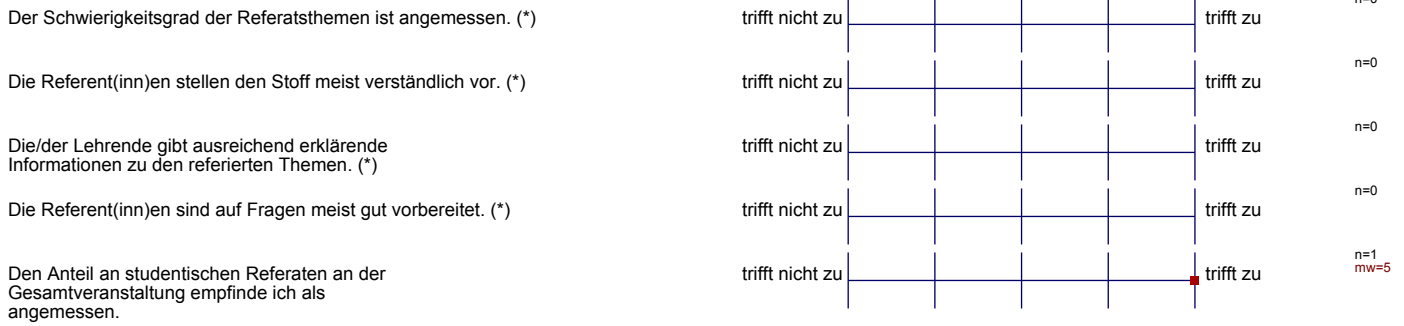 Der Schwierigkeitsgrad der Referatsthemen ist angemessen. (*) trifft nicht zu trifft zu n=0
Die Referent(inn)en stellen den Stoff meist verständlich vor. (*) trifft nicht zu trifft zu n=0
Die/der Lehrende gibt ausreichend erklärende trifft nicht zu trifft zu n=0
Informationen zu den referierten Themen. (*)
Die Referent(inn)en sind auf Fragen meist gut vorbereitet. (*) trifft nicht zu trifft zu n=0
Den Anteil an studentischen Referaten an der trifft nicht zu trifft zu n=1
mw=5
Gesamtveranstaltung empfinde ich als
angemessen.